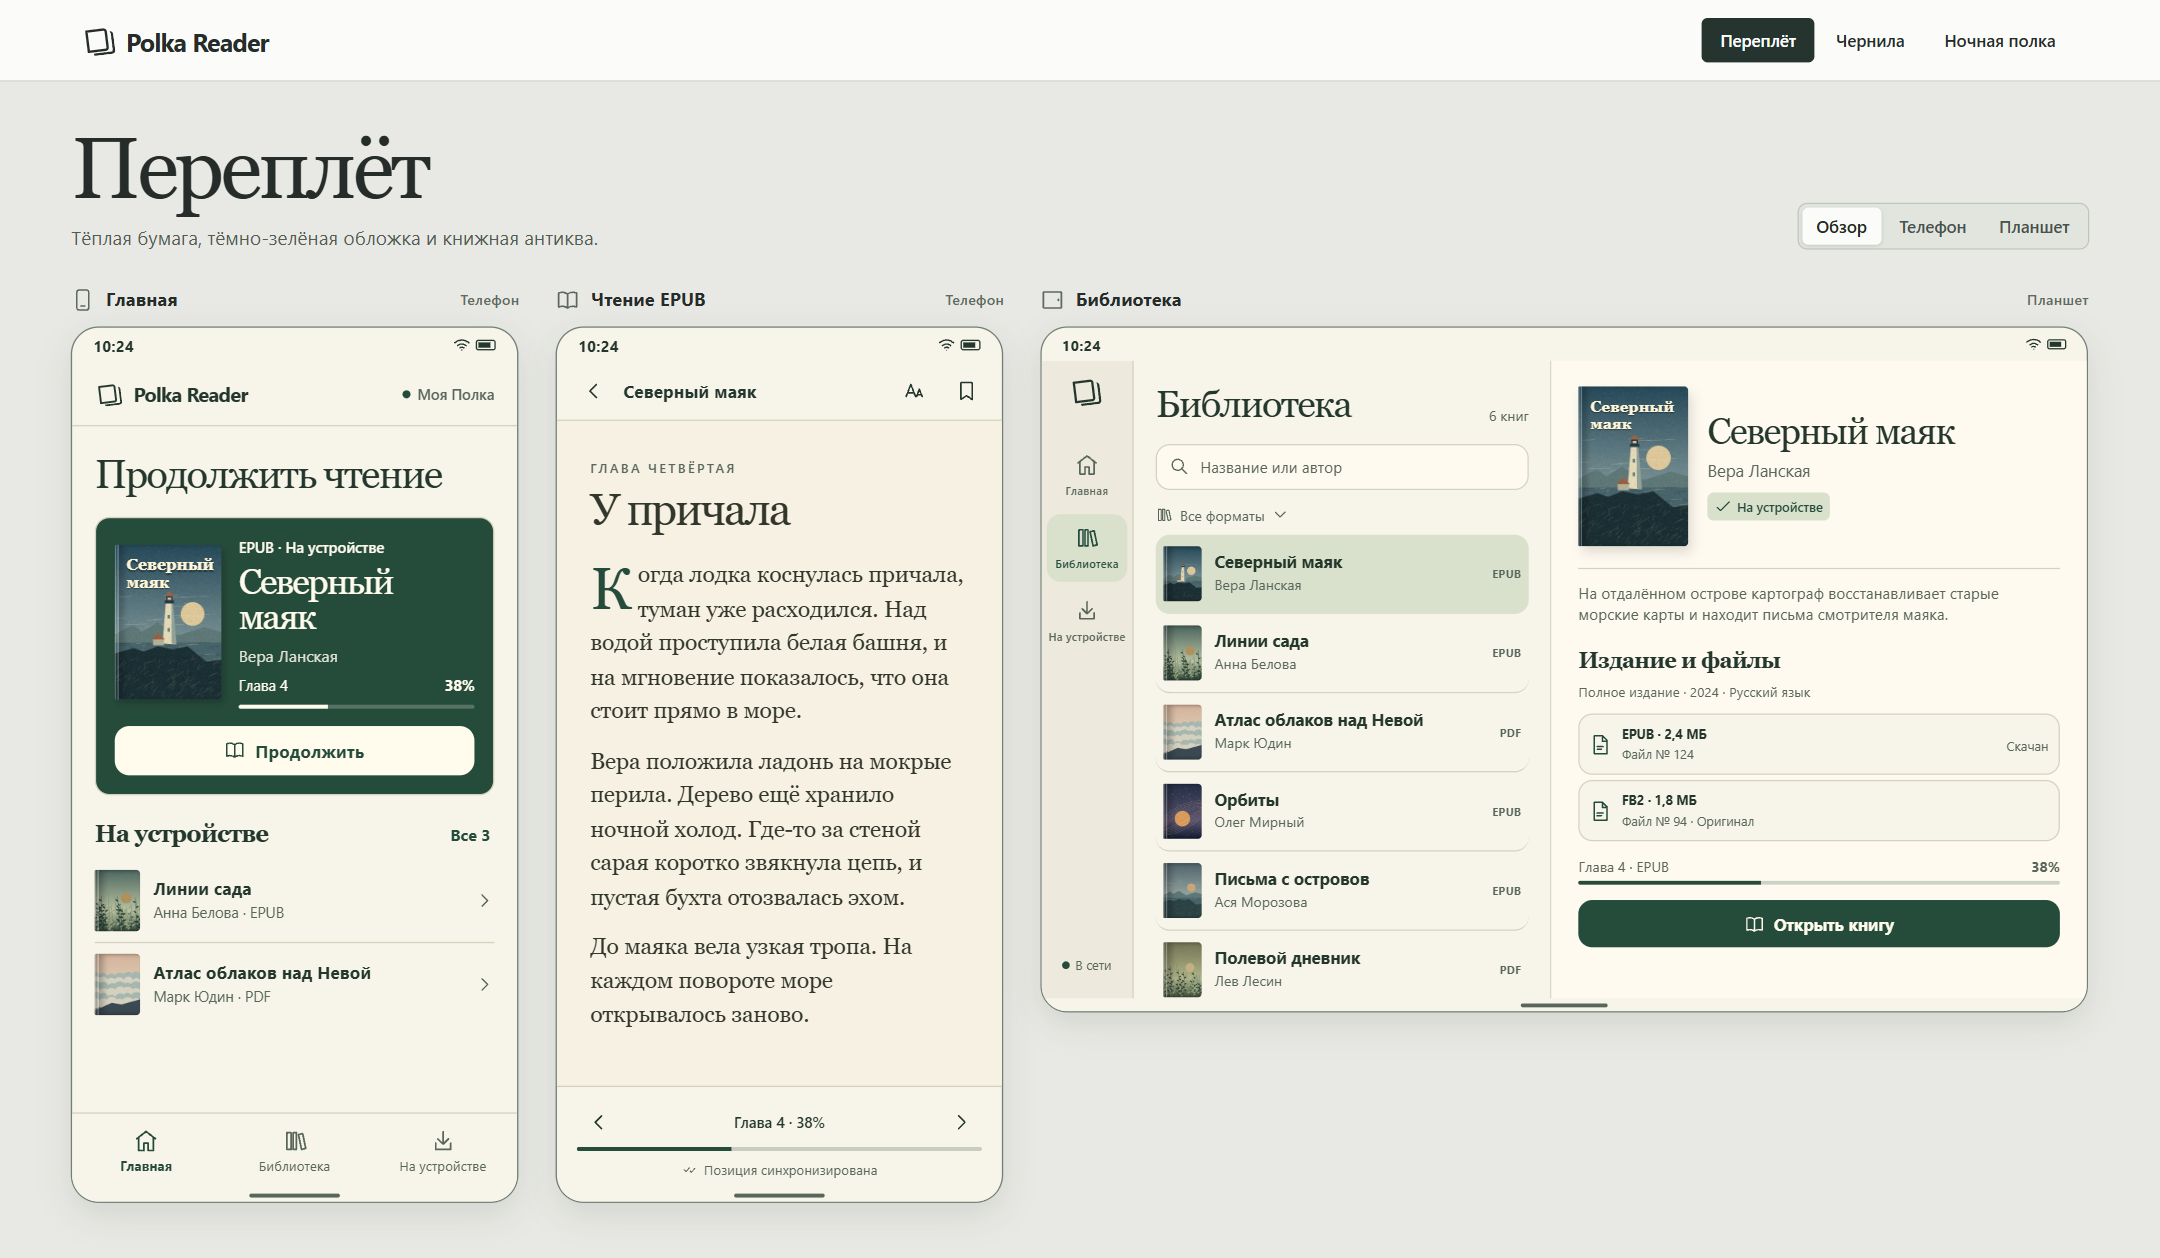 Polka Reader
Переплёт
Чернила
Ночная полка
Переплёт
Тёплая бумага, тёмно-зелёная обложка и книжная антиква.
Обзор
Телефон
Планшет
Главная
Телефон
10:24
Polka Reader
Моя Полка
Продолжить чтение
Северный
маяк
EPUB · На устройстве
Северный
маяк
Вера Ланская
Глава 4
38%
Продолжить
На устройстве
Все 3
Линии сада
Анна Белова · EPUB
Атлас облаков над Невой
Марк Юдин · PDF
Главная
Библиотека
На устройстве
Чтение EPUB
Телефон
10:24
Северный маяк
ГЛАВА ЧЕТВЁРТАЯ
У причала
Когда лодка коснулась причала,
туман уже расходился. Над
водой проступила белая башня, и
на мгновение показалось, что она
стоит прямо в море.
Вера положила ладонь на мокрые
перила. Дерево ещё хранило
ночной холод. Где-то за стеной
сарая коротко звякнула цепь, и
пустая бухта отозвалась эхом.
До маяка вела узкая тропа. На
каждом повороте море
открывалось заново.
Глава 4 · 38%
Позиция синхронизирована
Библиотека
Планшет
10:24
Главная
Библиотека
На устройстве
В сети
Библиотека
6 книг
Название или автор
Все форматы
Северный маяк
Вера Ланская
EPUB
Линии сада
Анна Белова
EPUB
Атлас облаков над Невой
Марк Юдин
PDF
Орбиты
Олег Мирный
EPUB
Письма с островов
Ася Морозова
EPUB
Полевой дневник
Лев Лесин
PDF
Северный
маяк
Северный маяк
Вера Ланская
На устройстве
На отдалённом острове картограф восстанавливает старые
морские карты и находит письма смотрителя маяка.
Издание и файлы
Полное издание · 2024 · Русский язык
EPUB · 2,4 МБ
Файл № 124
Скачан
FB2 · 1,8 МБ
Файл № 94 · Оригинал
Глава 4 · EPUB
38%
Открыть книгу